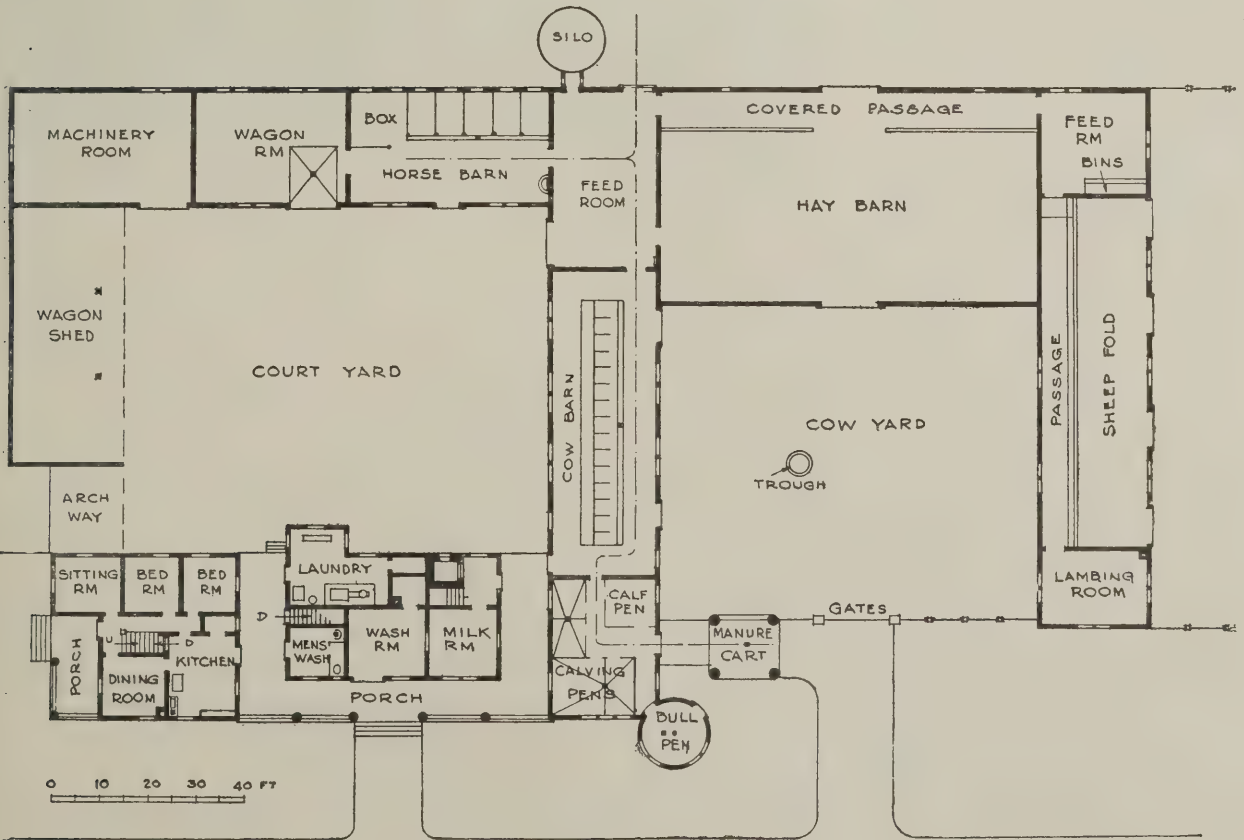 SILO
MACHINERY
ROOM
WAGON
RM
BOX
HORSE BARN
FEED
ROOM
COVERED PASSAGE
HAY BARN
FEED
RM
BINS
WAGON
SHED
COURT YARD
COW BARN
COW YARD
TROUGH
PASSAGE
SHEEP FOLD
ARCH
WAY
SITTING
RM
BED
RM
BED
RM
LAUNDRY
D
MENS'
WASH
WASH
RM
MILK
RM
CALF
PEN
CALVING
PENS
MANURE
CART
GATES
LAMBING
ROOM
U
D
PORCH
DINING
ROOM
KITCHEN
PORCH
BULL
PEN
0 10 20 30 40 FT